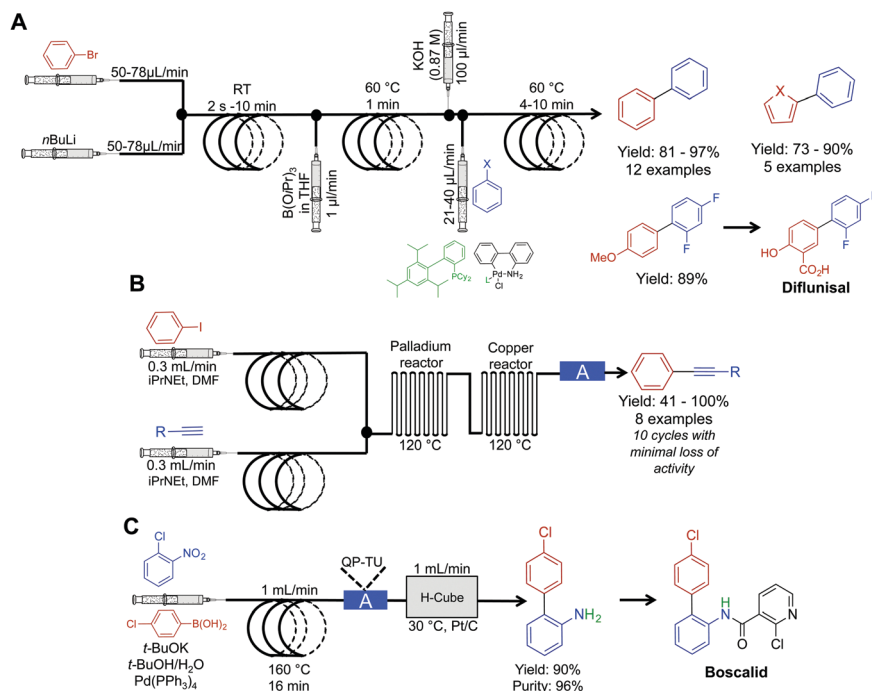 A
Br
50-78µL/min
nBuLi
50-78µL/min
RT
2 s -10 min
B(OiPr)3
in THF
1 µl/min
60 °C
1 min
KOH
(0.87 M)
100 µl/min
21-40 µL/min
X
60 °C
4-10 min
PCy2
L
Pd
NH2
Cl
Yield: 81 - 97%
12 examples
X
Yield: 73 - 90%
5 examples
F
F
MeO
Yield: 89%
F
HO
CO2H
Diflunisal
B
I
0.3 mL/min
iPrNEt, DMF
R
0.3 mL/min
iPrNEt, DMF
Palladium
reactor
120 °C
Copper
reactor
120 °C
A
R
Yield: 41 - 100%
8 examples
10 cycles with
minimal loss of
activity
C
Cl
NO2
Cl
B(OH)2
t-BuOK
t-BuOH/H2O
Pd(PPh3)4
1 mL/min
160 °C
16 min
QP-TU
A
1 mL/min
H-Cube
30 °C, Pt/C
Cl
NH2
Yield: 90%
Purity: 96%
Cl
H
N
O
N
Cl
Boscalid